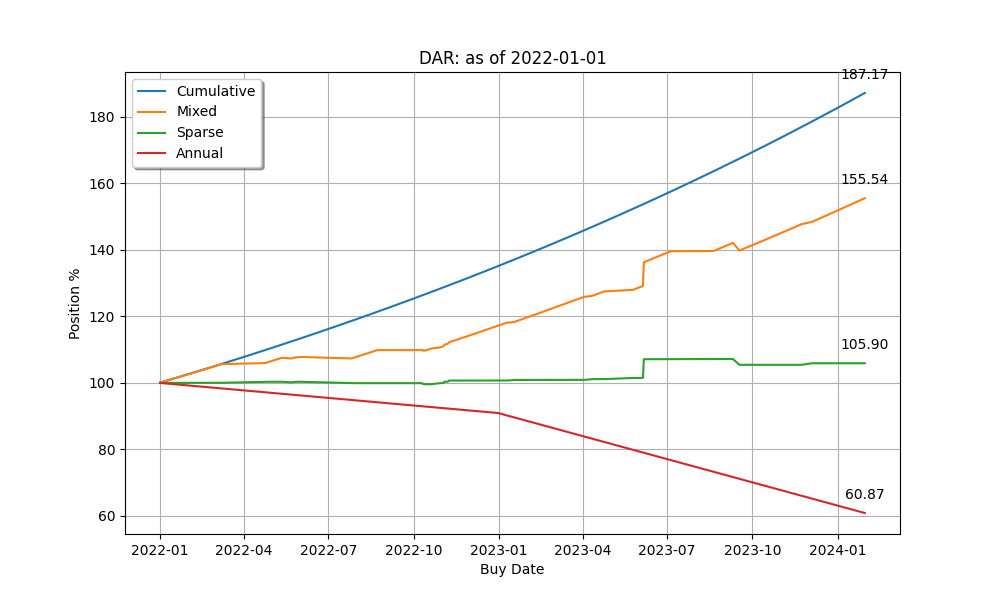 DAR: as of 2022-01-01
187.17
Cumulative
Mixed
Sparse
Annual
155.54
105.90
60.87
180
160
140
120
100
80
60
Position %
2022-01 2022-04 2022-07 2022-10 2023-01 2023-04 2023-07 2023-10 2024-01
Buy Date